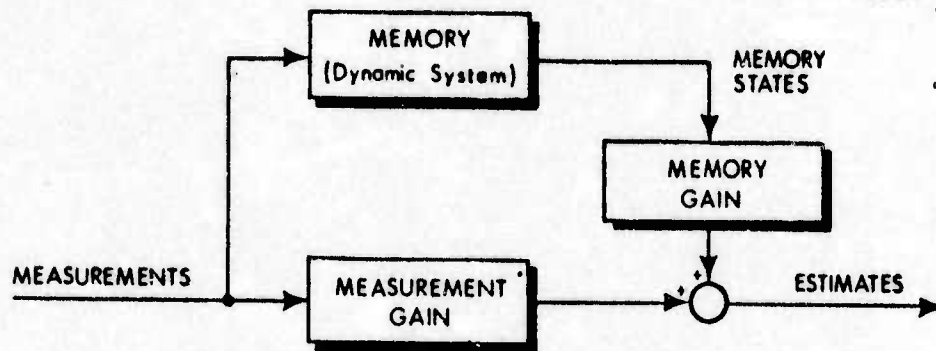 MEMORY
(Dynamic System)
MEMORY
STATES
MEMORY
GAIN
MEASUREMENTS
MEASUREMENT
GAIN
+
+
ESTIMATES